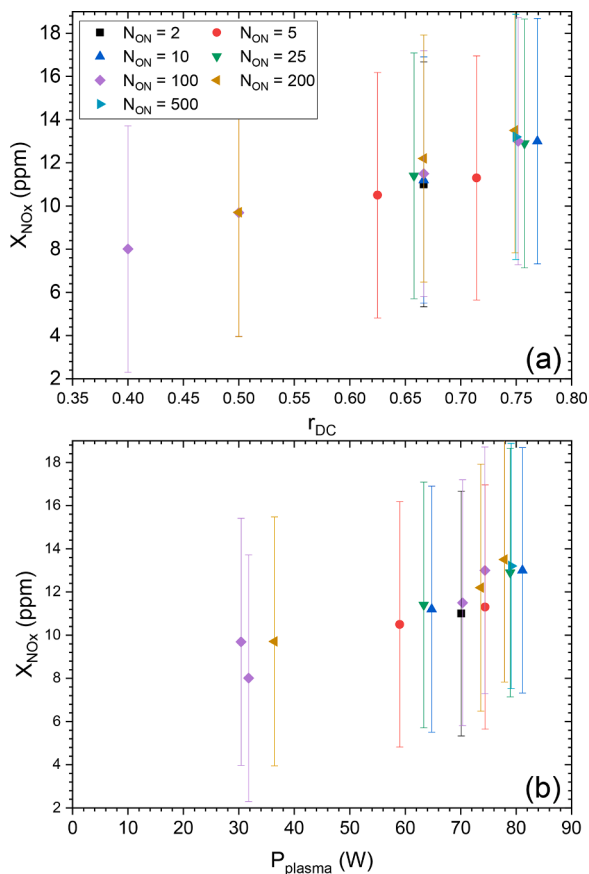 18
16
14
12
10
8
6
4
2
X_NOx (ppm)
N_ON = 2 N_ON = 5
N_ON = 10 N_ON = 25
N_ON = 100 N_ON = 200
N_ON = 500
(a)
0.35 0.40 0.45 0.50 0.55 0.60 0.65 0.70 0.75 0.80
r_DC
18
16
14
12
10
8
6
4
2
X_NOx (ppm)
(b)
0 10 20 30 40 50 60 70 80 90
P_plasma (W)